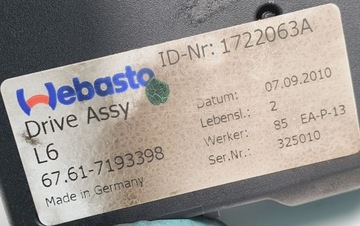 Webasto
ID-Nr: 1722063A
Drive Assy
L6
67.61-7193398
Made in Germany
Datum: 07.09.2010
Lebensl.: 2
Werker: 85 EA-P-13
Ser.Nr.: 325010